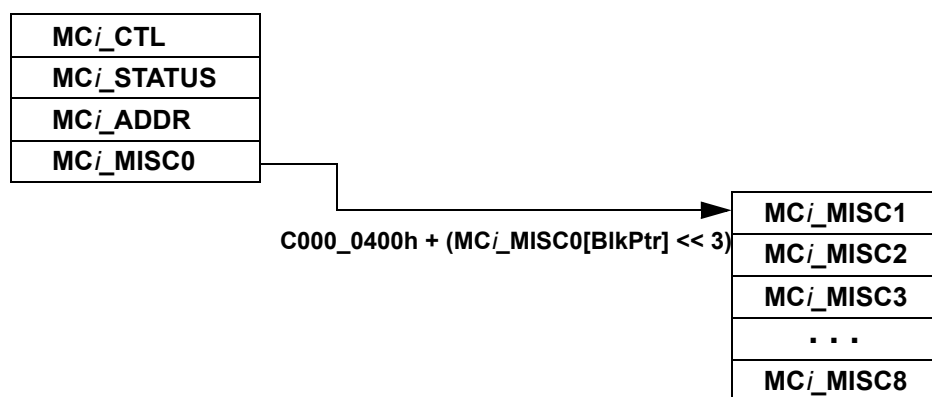 MCi_CTL
MCi_STATUS
MCi_ADDR
MCi_MISC0
C000_0400h + (MCi_MISC0[BlkPtr] << 3)
MCi_MISC1
MCi_MISC2
MCi_MISC3
. . .
MCi_MISC8